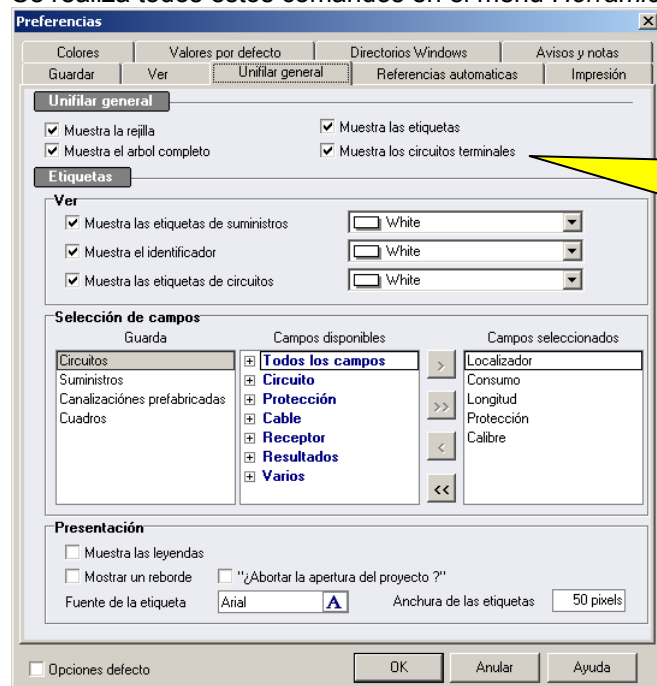 Se realiza todos estos comandos en el menú
Preferencias
Colores Valores por defecto Directorios Windows Avisos y notas
Guardar Ver Unifilar general Referencias automaticas Impresión
Unifilar general
Muestra la rejilla Muestra las etiquetas
Muestra el arbol completo Muestra los circuitos terminales
Etiquetas
Ver
Muestra las etiquetas de suministros White
Muestra el identificador White
Muestra las etiquetas de circuitos White
Selección de campos
Guarda Campos disponibles Campos seleccionados
Circuitos Todos los campos > Localizador
Suministros Circuito Consumo
Canalizaciónes prefabricadas Protección >> Longitud
Cuadros Cable Protección
Receptor < Calibre
Resultados
Varios <<
Presentación
Muestra las leyendas
Mostrar un reborde "¿Abortar la apertura del proyecto ?"
Fuente de la etiqueta Arial A Anchura de las etiquetas 50 pixels
Opciones defecto OK Anular Ayuda